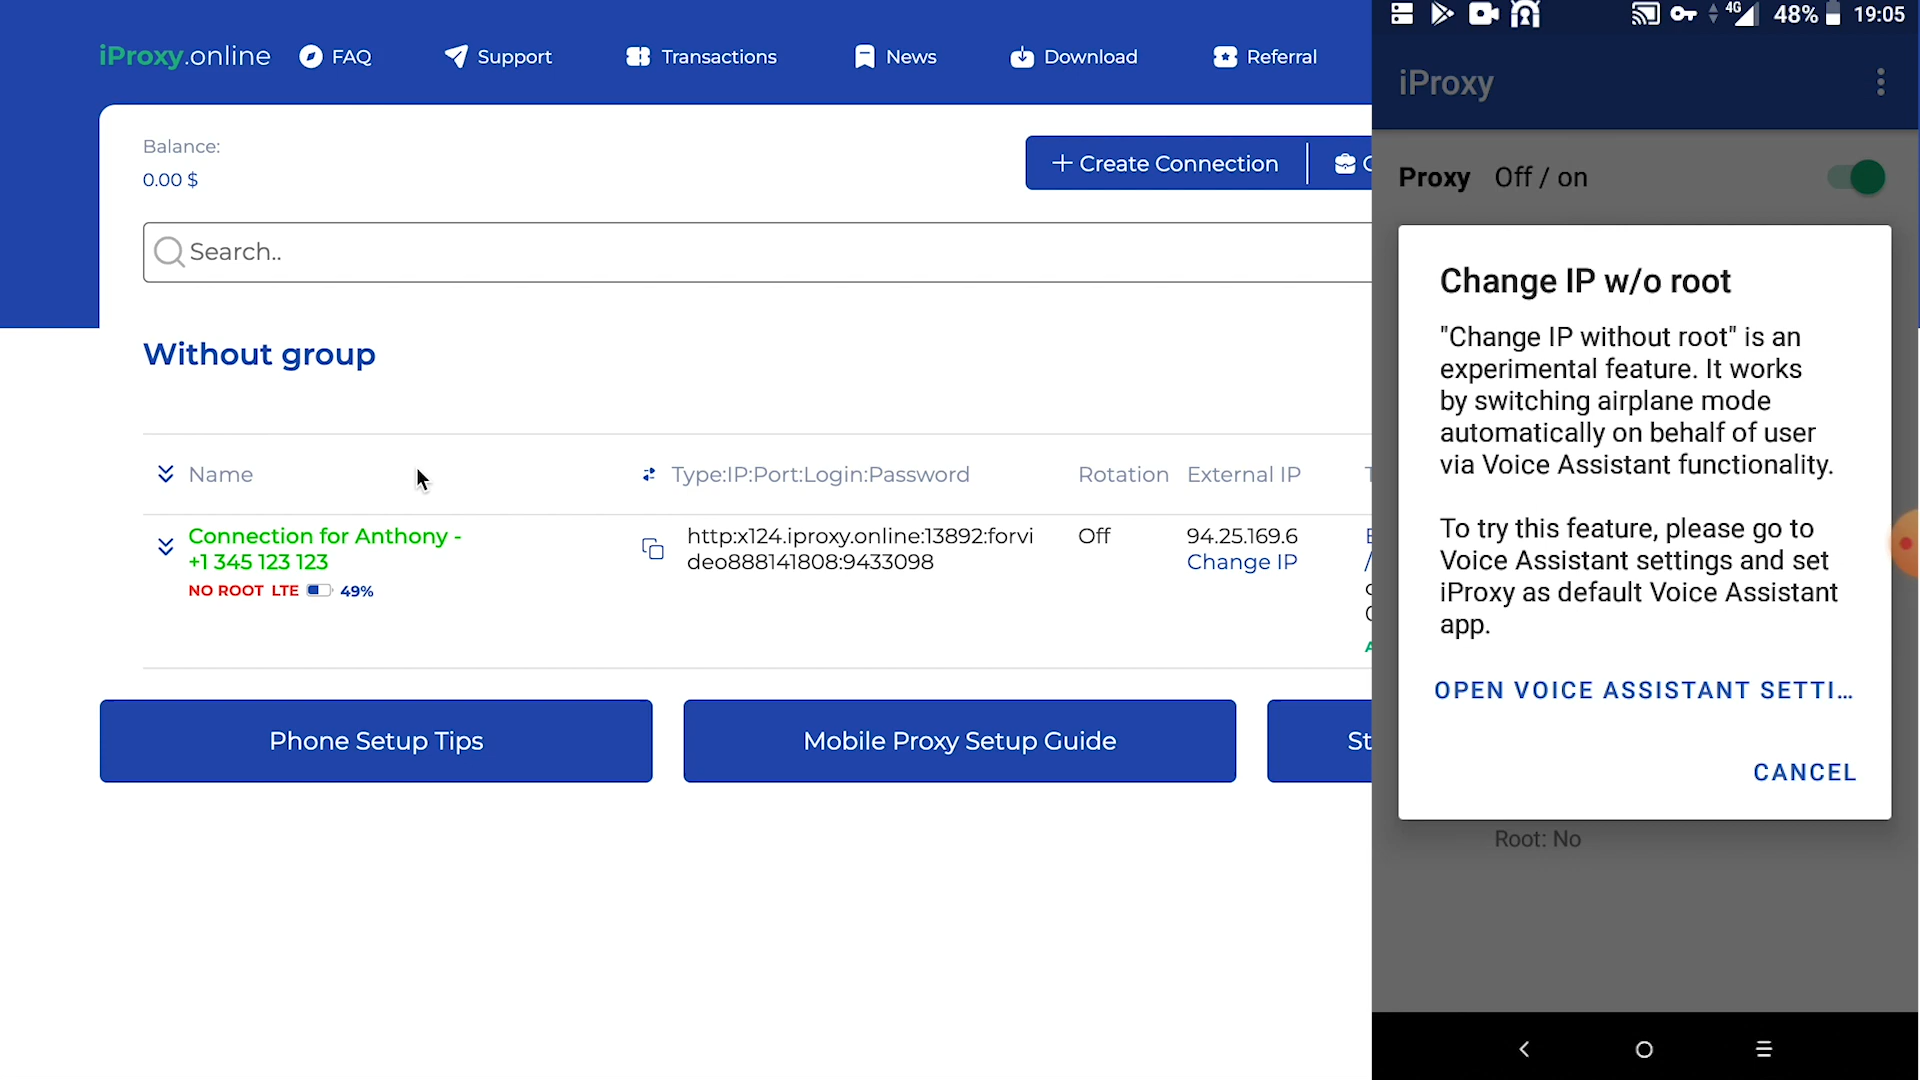 iProxy.online
FAQ
Support
Transactions
News
Download
Referral
Balance:
0.00 $
+ Create Connection
Search..
Without group
Name
Type:IP:Port:Login:Password
Rotation
External IP
Connection for Anthony -
+1 345 123 123
NO ROOT LTE 49%
http:x124.iproxy.online:13892:forvi
deo888141808:9433098
Off
94.25.169.6
Change IP
Phone Setup Tips
Mobile Proxy Setup Guide
4G 48% 19:05
iProxy
Proxy Off / on
Change IP w/o root
"Change IP without root" is an
experimental feature. It works
by switching airplane mode
automatically on behalf of user
via Voice Assistant functionality.
To try this feature, please go to
Voice Assistant settings and set
iProxy as default Voice Assistant
app.
OPEN VOICE ASSISTANT SETTI…
CANCEL
Root: No